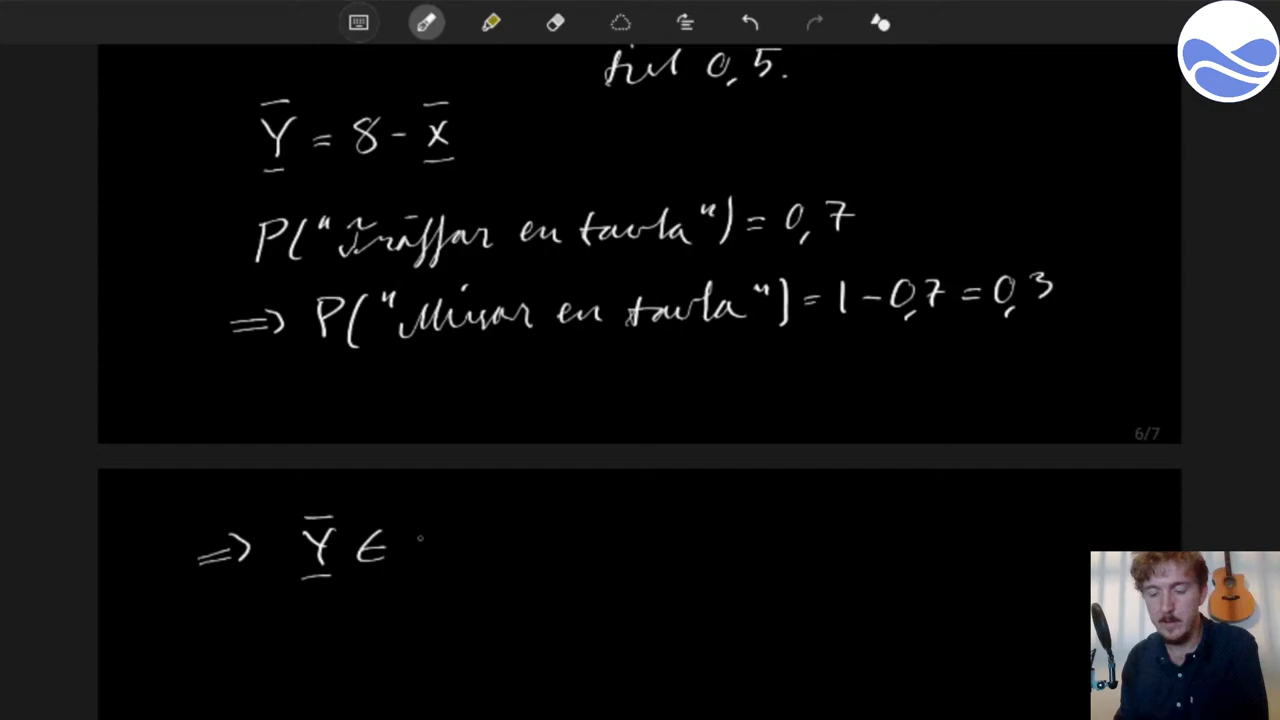 till 0,5.
Y = 8 - X
P("Träffar en tavla") = 0,7
⇒ P("Missar en tavla") = 1 - 0,7 = 0,3
6/7
⇒ Y ∈